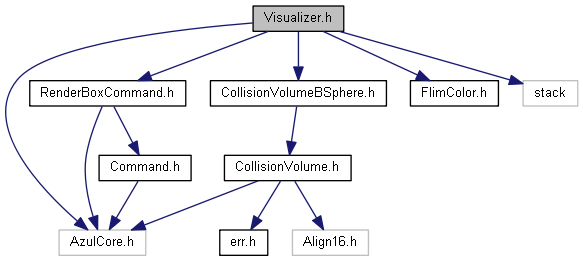 Visualizer.h
RenderBoxCommand.h
CollisionVolumeBSphere.h
FlimColor.h
stack
Command.h
CollisionVolume.h
AzulCore.h
err.h
Align16.h